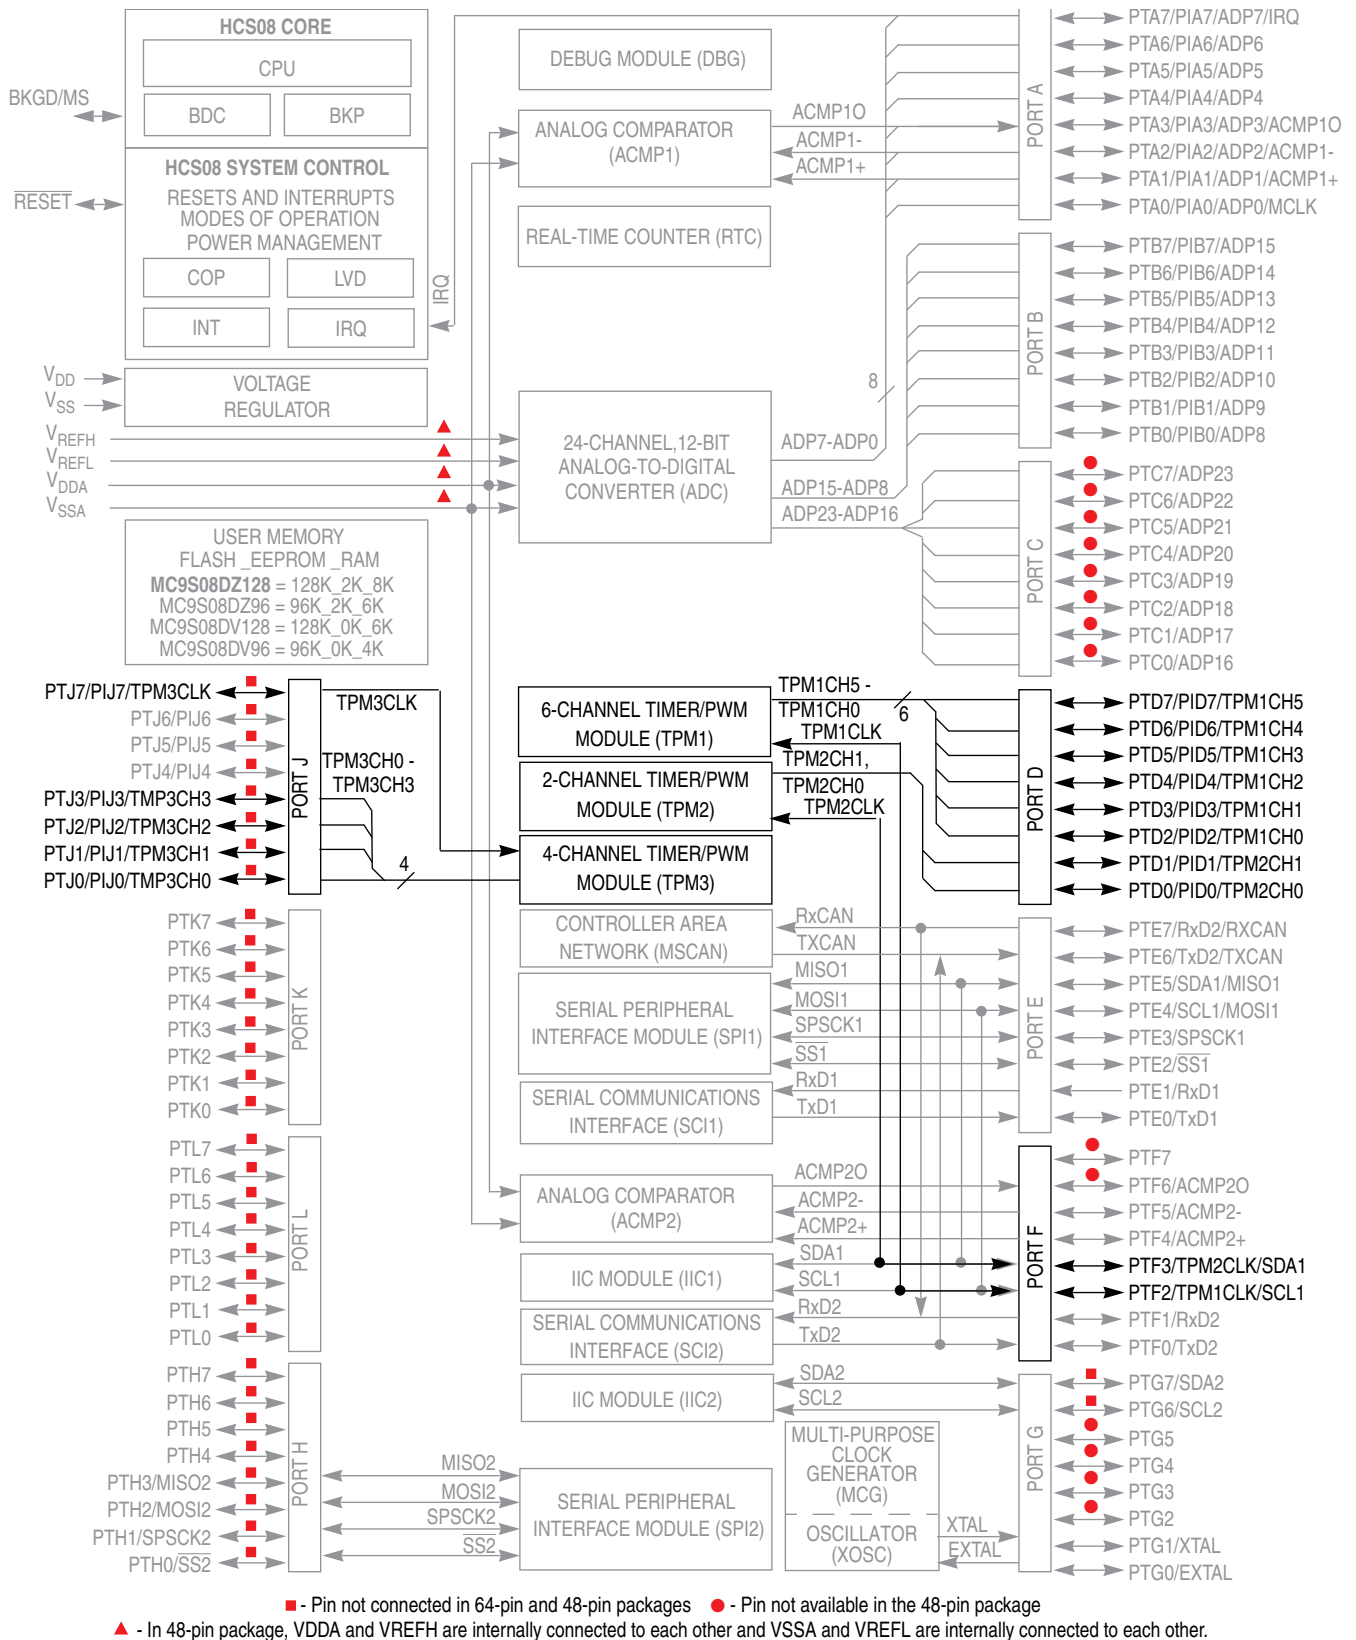 HCS08 CORE
CPU
BDC
BKP
BKGD/MS
HCS08 SYSTEM CONTROL
RESETS AND INTERRUPTS
MODES OF OPERATION
POWER MANAGEMENT
COP
LVD
INT
IRQ
RESET
IRQ
VDD
VSS
VOLTAGE
REGULATOR
VREFH
VREFL
VDDA
VSSA
USER MEMORY
FLASH _EEPROM _RAM
MC9S08DZ128 = 128K_2K_8K
MC9S08DZ96 = 96K_2K_6K
MC9S08DV128 = 128K_0K_6K
MC9S08DV96 = 96K_0K_4K
DEBUG MODULE (DBG)
ANALOG COMPARATOR
(ACMP1)
ACMP1O
ACMP1-
ACMP1+
REAL-TIME COUNTER (RTC)
24-CHANNEL,12-BIT
ANALOG-TO-DIGITAL
CONVERTER (ADC)
8
ADP7-ADP0
ADP15-ADP8
ADP23-ADP16
PORT A
PTA7/PIA7/ADP7/IRQ
PTA6/PIA6/ADP6
PTA5/PIA5/ADP5
PTA4/PIA4/ADP4
PTA3/PIA3/ADP3/ACMP1O
PTA2/PIA2/ADP2/ACMP1-
PTA1/PIA1/ADP1/ACMP1+
PTA0/PIA0/ADP0/MCLK
PORT B
PTB7/PIB7/ADP15
PTB6/PIB6/ADP14
PTB5/PIB5/ADP13
PTB4/PIB4/ADP12
PTB3/PIB3/ADP11
PTB2/PIB2/ADP10
PTB1/PIB1/ADP9
PTB0/PIB0/ADP8
PORT C
PTC7/ADP23
PTC6/ADP22
PTC5/ADP21
PTC4/ADP20
PTC3/ADP19
PTC2/ADP18
PTC1/ADP17
PTC0/ADP16
PTJ7/PIJ7/TPM3CLK
PTJ6/PIJ6
PTJ5/PIJ5
PTJ4/PIJ4
PTJ3/PIJ3/TMP3CH3
PTJ2/PIJ2/TPM3CH2
PTJ1/PIJ1/TPM3CH1
PTJ0/PIJ0/TMP3CH0
PORT J
TPM3CLK
TPM3CH0 -
TPM3CH3
4
6-CHANNEL TIMER/PWM
MODULE (TPM1)
2-CHANNEL TIMER/PWM
MODULE (TPM2)
4-CHANNEL TIMER/PWM
MODULE (TPM3)
TPM1CH5 -
TPM1CH0
6
TPM1CLK
TPM2CH1,
TPM2CH0
TPM2CLK
PORT D
PTD7/PID7/TPM1CH5
PTD6/PID6/TPM1CH4
PTD5/PID5/TPM1CH3
PTD4/PID4/TPM1CH2
PTD3/PID3/TPM1CH1
PTD2/PID2/TPM1CH0
PTD1/PID1/TPM2CH1
PTD0/PID0/TPM2CH0
PTK7
PTK6
PTK5
PTK4
PTK3
PTK2
PTK1
PTK0
PORT K
CONTROLLER AREA
NETWORK (MSCAN)
RxCAN
TXCAN
SERIAL PERIPHERAL
INTERFACE MODULE (SPI1)
MISO1
MOSI1
SPSCK1
SS1
SERIAL COMMUNICATIONS
INTERFACE (SCI1)
RxD1
TxD1
PORT E
PTE7/RxD2/RXCAN
PTE6/TxD2/TXCAN
PTE5/SDA1/MISO1
PTE4/SCL1/MOSI1
PTE3/SPSCK1
PTE2/SS1
PTE1/RxD1
PTE0/TxD1
PTL7
PTL6
PTL5
PTL4
PTL3
PTL2
PTL1
PTL0
PORT L
ANALOG COMPARATOR
(ACMP2)
ACMP2O
ACMP2-
ACMP2+
IIC MODULE (IIC1)
SDA1
SCL1
SERIAL COMMUNICATIONS
INTERFACE (SCI2)
RxD2
TxD2
PORT F
PTF7
PTF6/ACMP2O
PTF5/ACMP2-
PTF4/ACMP2+
PTF3/TPM2CLK/SDA1
PTF2/TPM1CLK/SCL1
PTF1/RxD2
PTF0/TxD2
PTH7
PTH6
PTH5
PTH4
PTH3/MISO2
PTH2/MOSI2
PTH1/SPSCK2
PTH0/SS2
PORT H
MISO2
MOSI2
SPSCK2
SS2
IIC MODULE (IIC2)
SDA2
SCL2
SERIAL PERIPHERAL
INTERFACE MODULE (SPI2)
MULTI-PURPOSE
CLOCK
GENERATOR
(MCG)
OSCILLATOR
(XOSC)
XTAL
EXTAL
PORT G
PTG7/SDA2
PTG6/SCL2
PTG5
PTG4
PTG3
PTG2
PTG1/XTAL
PTG0/EXTAL
- Pin not connected in 64-pin and 48-pin packages - Pin not available in the 48-pin package
- In 48-pin package, VDDA and VREFH are internally connected to each other and VSSA and VREFL are internally connected to each other.